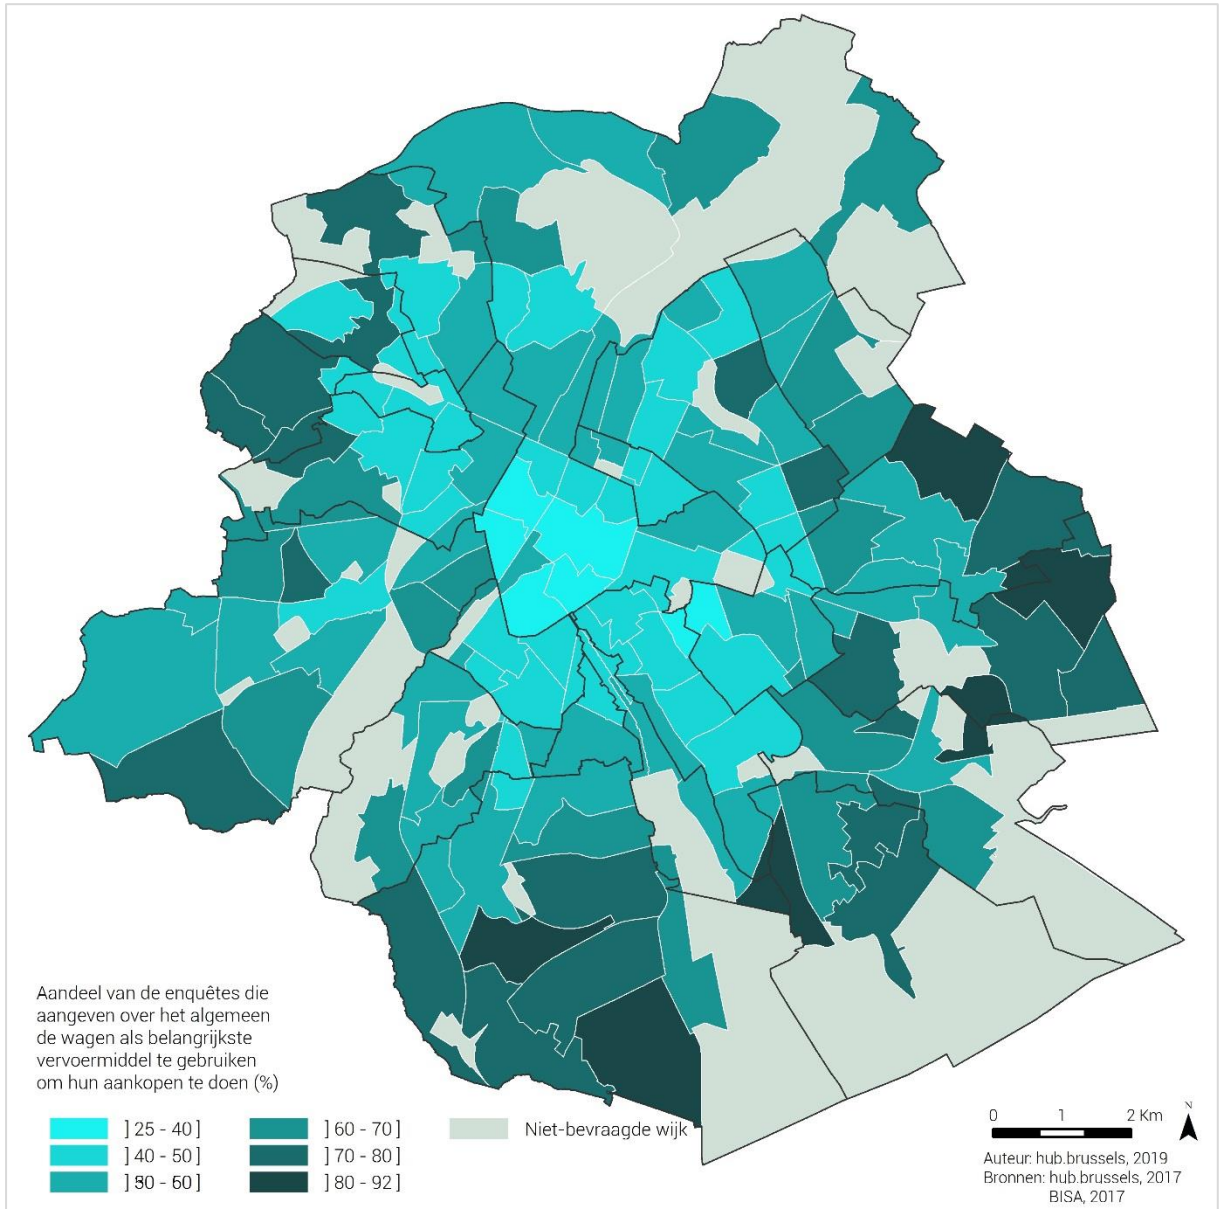 Aandeel van de enquêtes die
aangeven over het algemeen
de wagen als belangrijkste
vervoermiddel te gebruiken
om hun aankopen te doen (%)
] 25 - 40 ]
] 40 - 50 ]
] 60 - 70 ]
] 70 - 80 ]
] 80 - 92 ]
Niet-bevraagde wijk
0 1 2 Km
N
Auteur: hub.brussels, 2019
Bronnen: hub.brussels, 2017
BISA, 2017